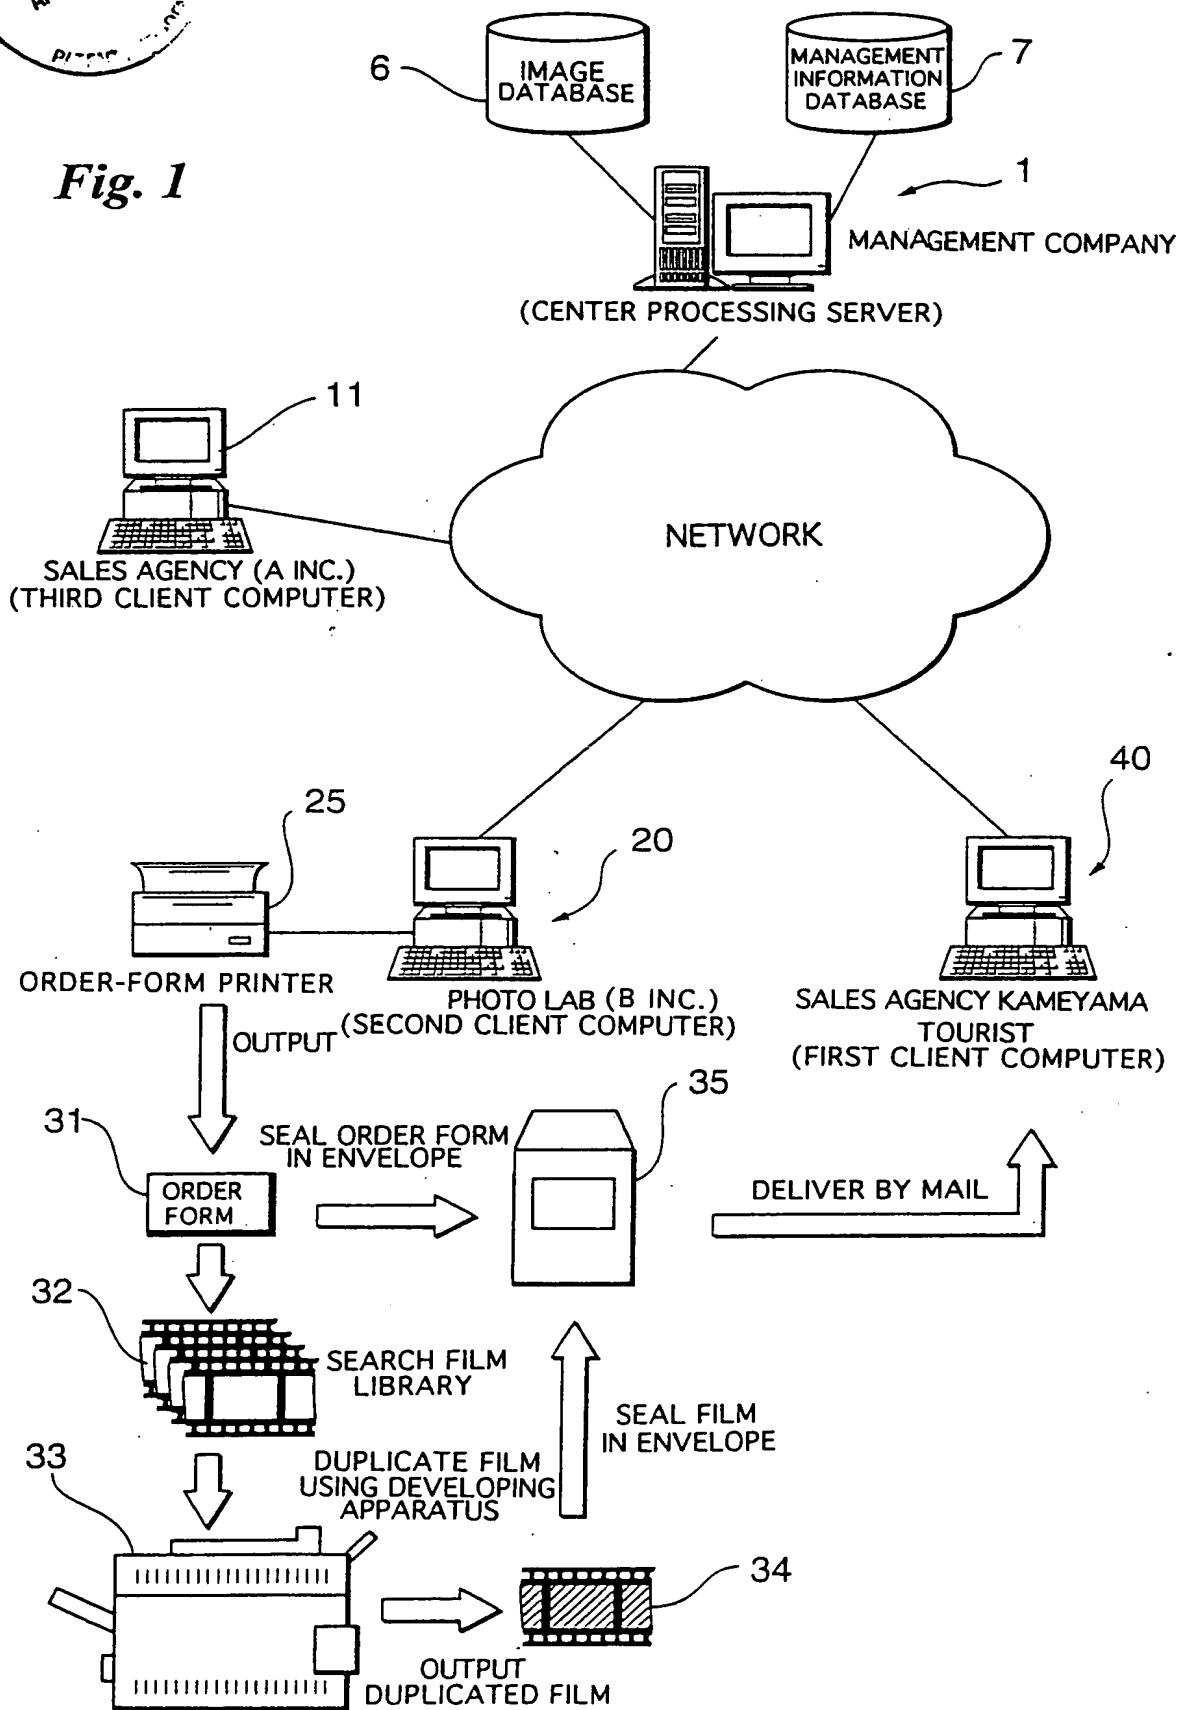 6
IMAGE
DATABASE
MANAGEMENT
INFORMATION
DATABASE
7
Fig. 1
1
MANAGEMENT COMPANY
(CENTER PROCESSING SERVER)
11
NETWORK
SALES AGENCY (A INC.)
(THIRD CLIENT COMPUTER)
25
20
40
ORDER-FORM PRINTER
PHOTO LAB (B INC.)
(SECOND CLIENT COMPUTER)
SALES AGENCY KAMEYAMA
TOURIST
(FIRST CLIENT COMPUTER)
OUTPUT
31
ORDER
FORM
SEAL ORDER FORM
IN ENVELOPE
35
DELIVER BY MAIL
32
SEARCH FILM
LIBRARY
SEAL FILM
IN ENVELOPE
33
DUPLICATE FILM
USING DEVELOPING
APPARATUS
34
OUTPUT
DUPLICATED FILM